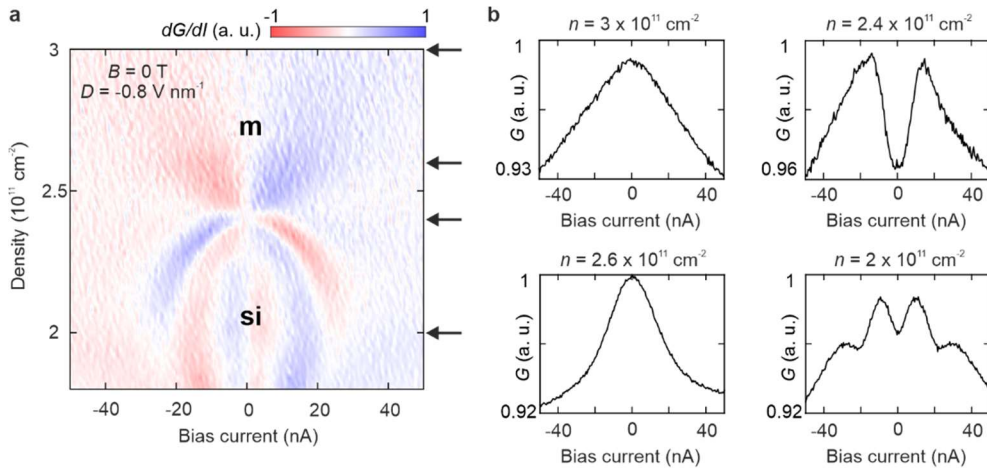 a
dG/dI (a. u.) -1 1
B = 0 T
D = -0.8 V nm⁻¹
m
si
3
2.5
2
Density (10¹¹ cm⁻²)
-40 -20 0 20 40
Bias current (nA)
b
n = 3 x 10¹¹ cm⁻²
1
G (a. u.)
0.93
-40 0 40
Bias current (nA)
n = 2.4 x 10¹¹ cm⁻²
1
G (a. u.)
0.96
-40 0 40
Bias current (nA)
n = 2.6 x 10¹¹ cm⁻²
1
G (a. u.)
0.92
-40 0 40
Bias current (nA)
n = 2 x 10¹¹ cm⁻²
1
G (a. u.)
0.92
-40 0 40
Bias current (nA)